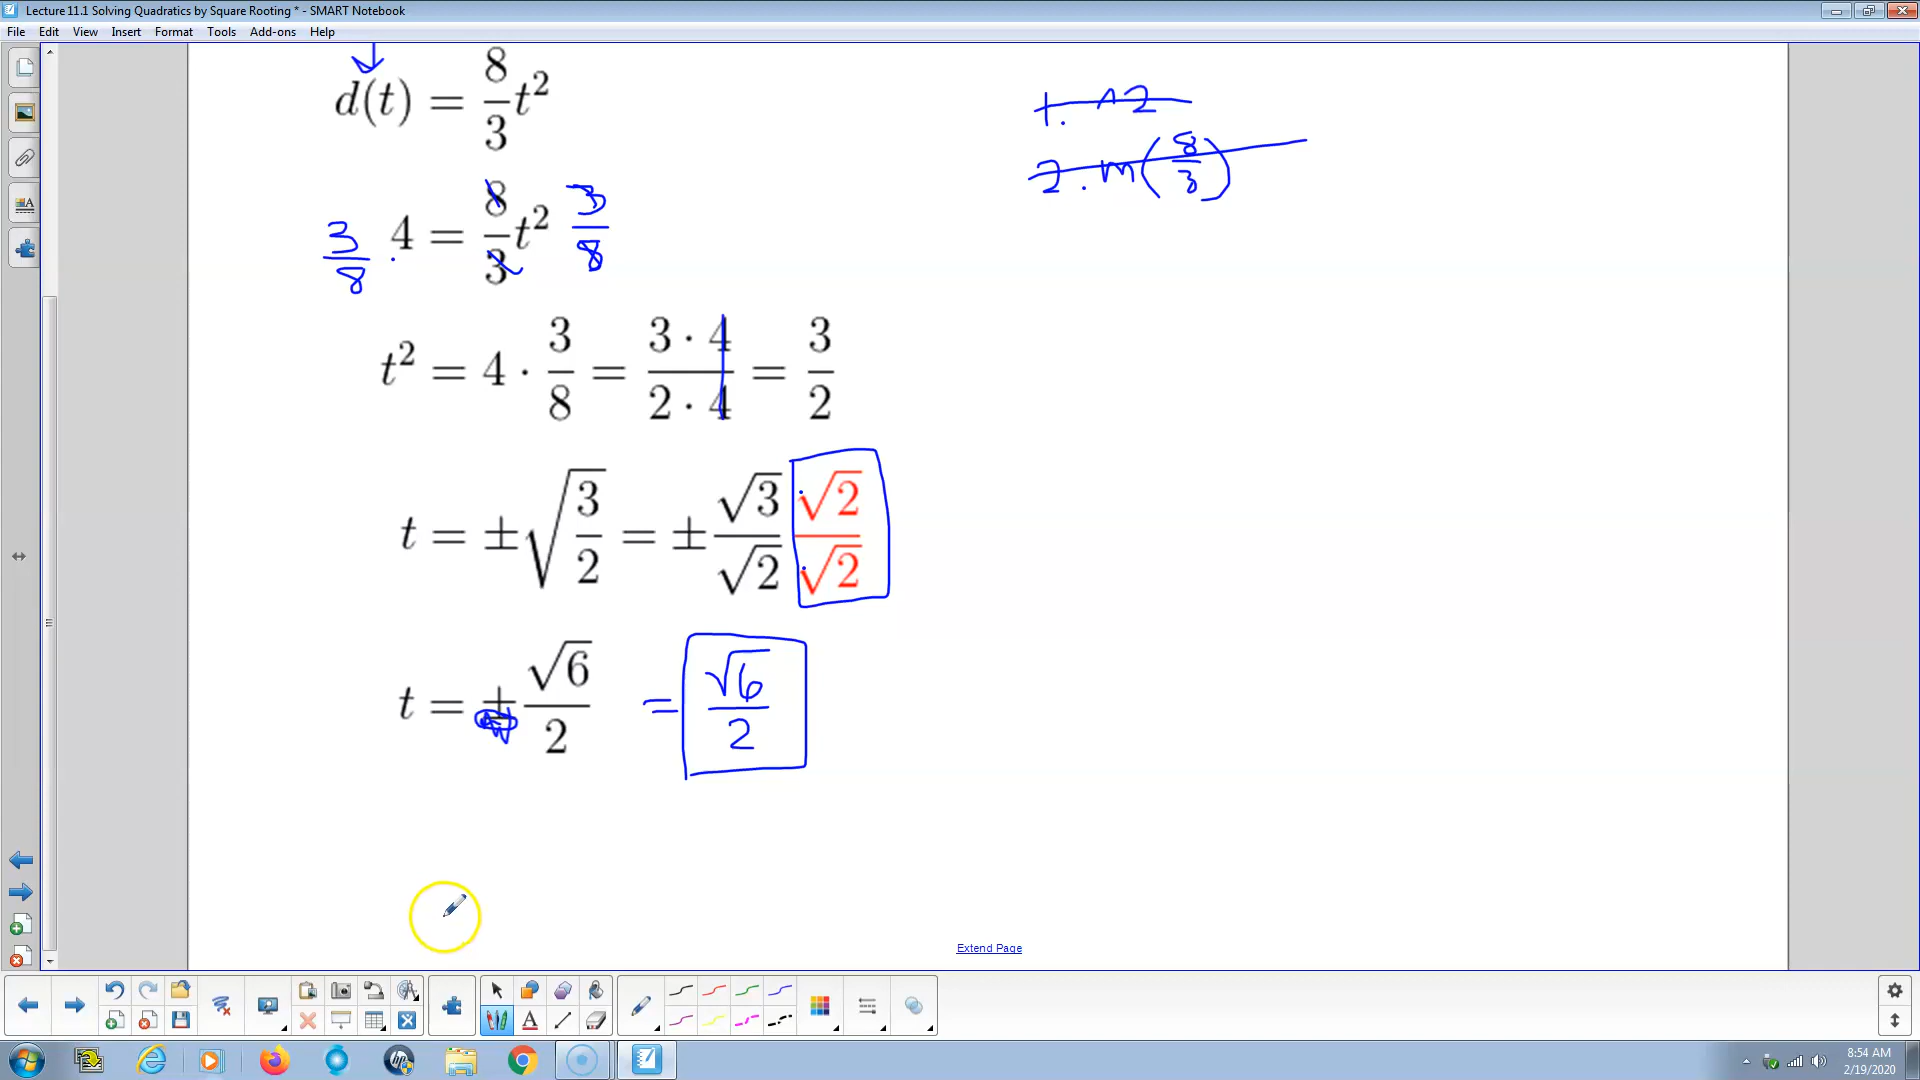 Lecture 11.1 Solving Quadratics by Square Rooting * - SMART Notebook
File Edit View Insert Format Tools Add-ons Help
d(t) = 8/3 t²
1. ^2
2. m(8/3)
3/8 · 4 = 8/3 t² 3/8
t² = 4 · 3/8 = 3 · 4 / 2 · 4 = 3/2
t = ±√(3/2) = ± √3/√2 · √2/√2
t = ± √6/2 = √6/2
Extend Page
8:54 AM
2/19/2020